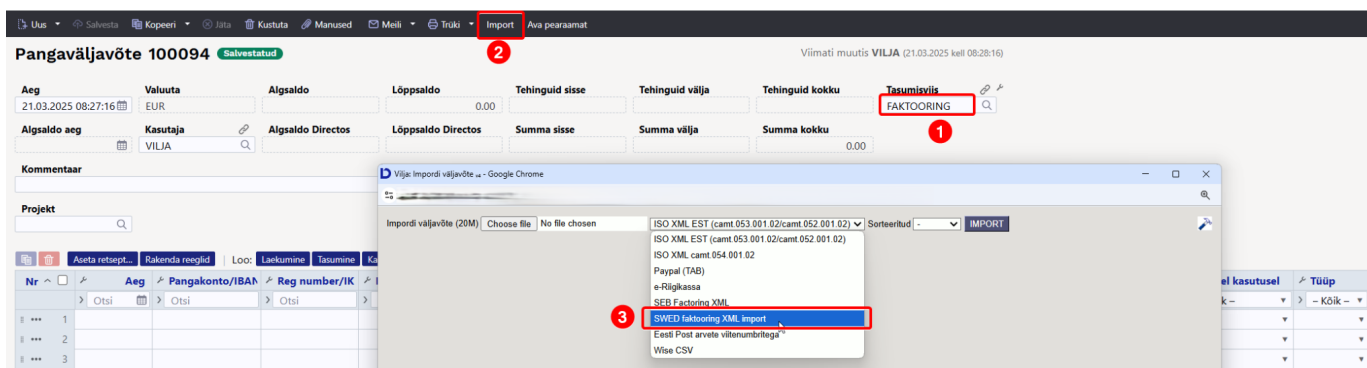 Uus Salvesta Kopeeri Jäta Kustuta Manused Meili Trüki Import Ava pearaamat
2
Pangaväljavõte 100094 Salvestatud
Viimati muutis VILJA (21.03.2025 kell 08:28:16)
Aeg Valuuta Algsaldo Lõppsaldo Tehinguid sisse Tehinguid välja Tehinguid kokku Tasumisviis
21.03.2025 08:27:16 EUR 0.00 FAKTOORING
1
Algsaldo aeg Kasutaja Algsaldo Directos Lõppsaldo Directos Summa sisse Summa välja Summa kokku
VILJA 0.00
Kommentaar
Vilja: Impordi väljavõte - Google Chrome
Projekt
Impordi väljavõte (20M) Choose file No file chosen ISO XML EST (camt.053.001.02/camt.052.001.02) Sorteeritud - IMPORT
ISO XML EST (camt.053.001.02/camt.052.001.02)
ISO XML camt.054.001.02
Paypal (TAB)
e-Riigikassa
SEB Factoring XML
3
SWED faktooring XML import
Eesti Post arvete viitenumbritega
Wise CSV
Aseta retsept... Rakenda reeglid Loo: Laekumine Tasumine Ka
Nr Aeg Pangakonto/IBAN Reg number/IK el kasutusel Tüüp
Otsi Otsi Otsi k – – Kõik –
1
2
3